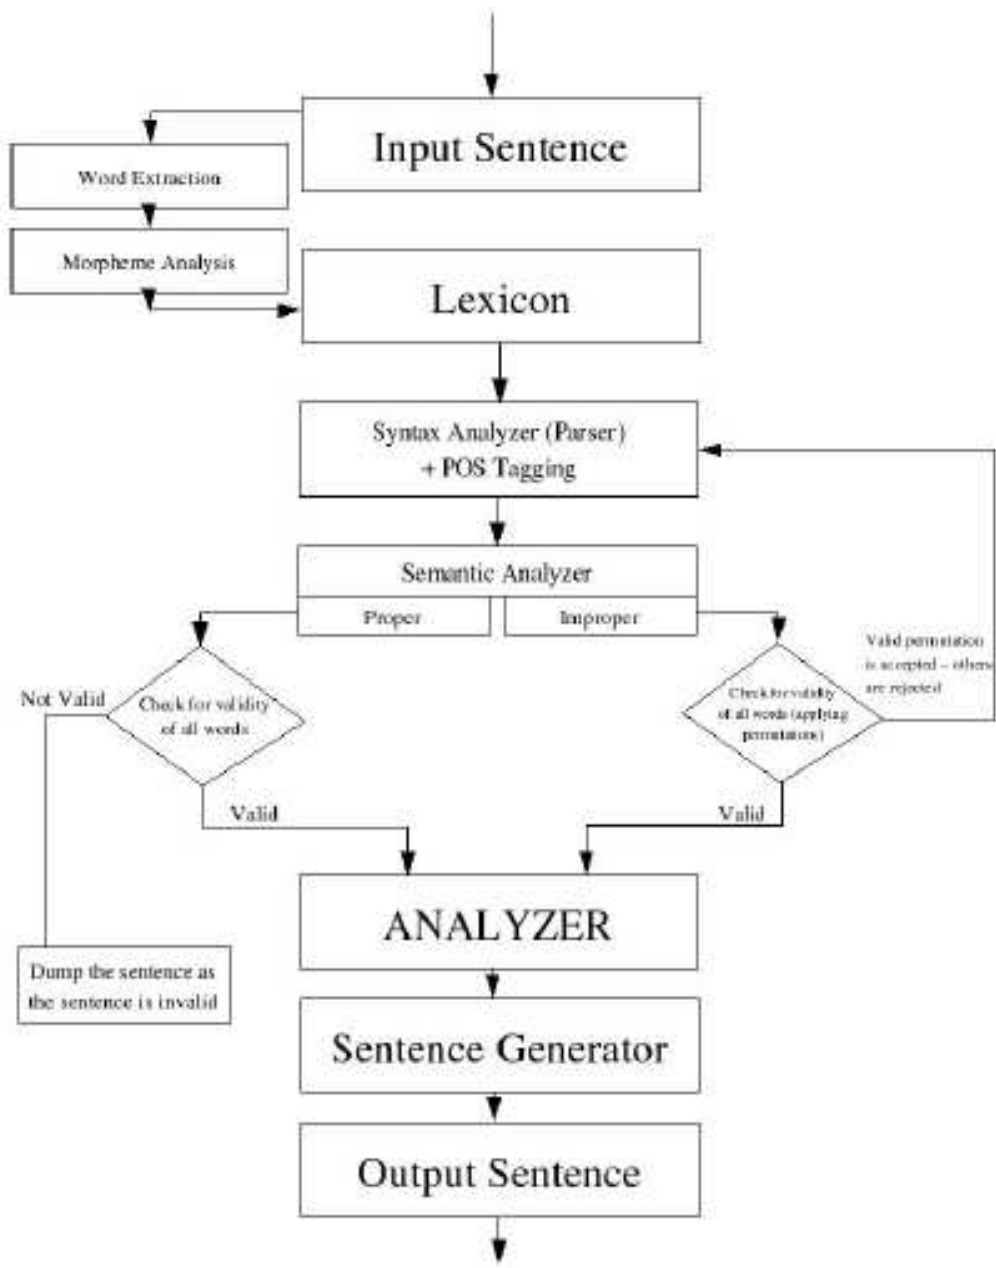 Input Sentence
Word Extraction
Morpheme Analysis
Lexicon
Syntax Analyzer (Parser)
+ POS Tagging
Semantic Analyzer
Proper
Improper
Valid permutation
is accepted – others
are rejected
Not Valid
Check for validity
of all words
Check for validity
of all words (applying
permutations)
Valid
Valid
ANALYZER
Dump the sentence as
the sentence is invalid
Sentence Generator
Output Sentence